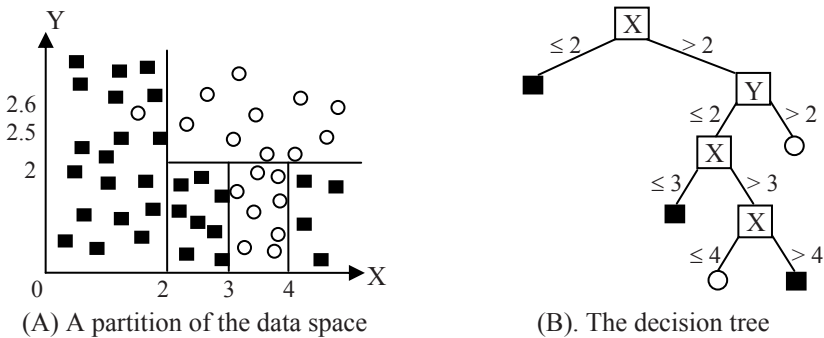 Y
2.6
2.5
2
0 2 3 4 X
(A) A partition of the data space
X
≤ 2 > 2
Y
≤ 2 > 2
X
≤ 3 > 3
X
≤ 4 > 4
(B). The decision tree